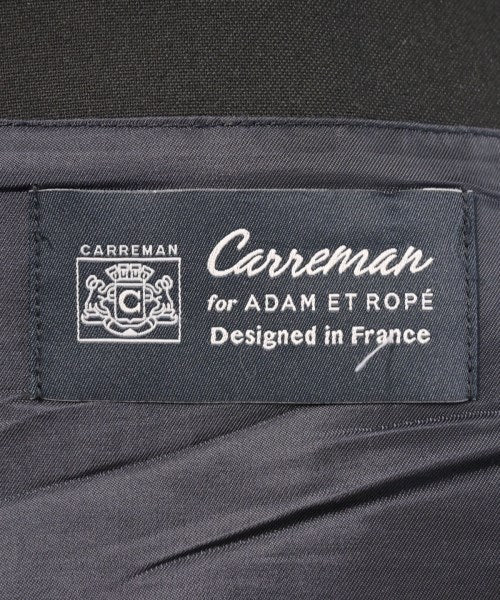 CARREMAN
C
Carreman
for ADAM ET ROPÉ
Designed in France